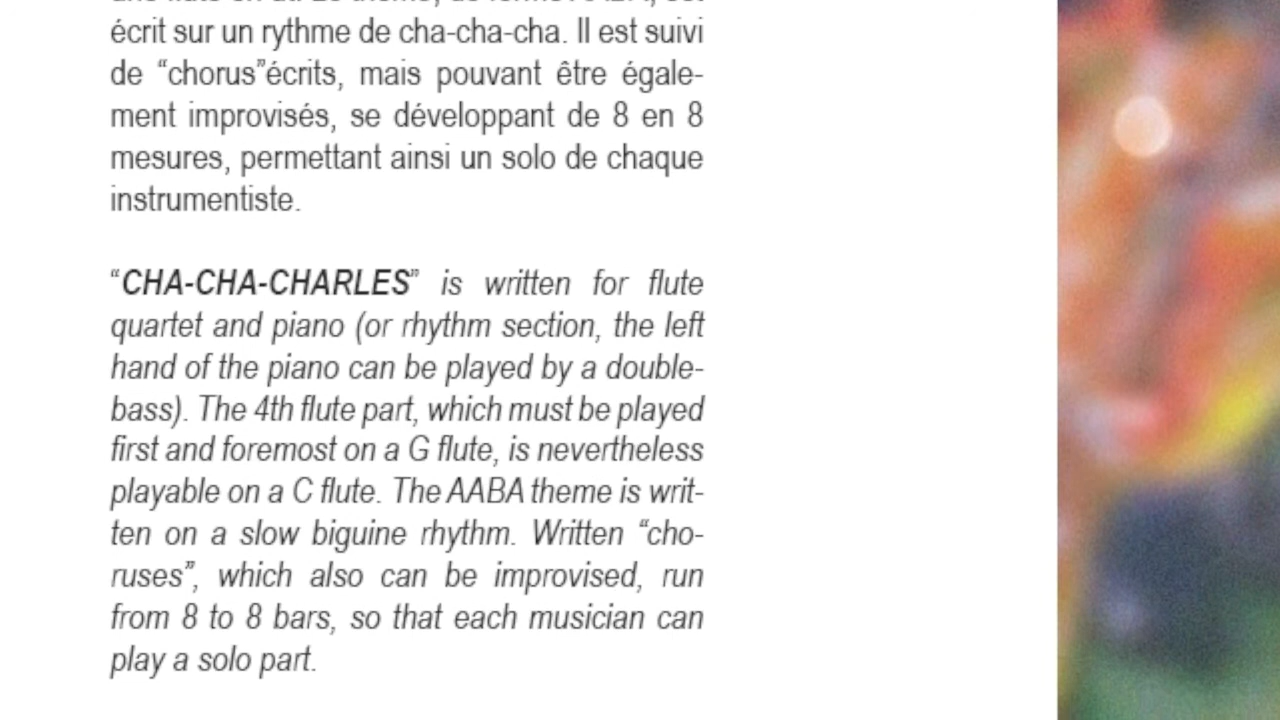 écrit sur un rythme de cha-cha-cha. Il est suivi
de “chorus”écrits, mais pouvant être égale-
ment improvisés, se développant de 8 en 8
mesures, permettant ainsi un solo de chaque
instrumentiste.
“CHA-CHA-CHARLES” is written for flute
quartet and piano (or rhythm section, the left
hand of the piano can be played by a double-
bass). The 4th flute part, which must be played
first and foremost on a G flute, is nevertheless
playable on a C flute. The AABA theme is writ-
ten on a slow biguine rhythm. Written “cho-
ruses”, which also can be improvised, run
from 8 to 8 bars, so that each musician can
play a solo part.